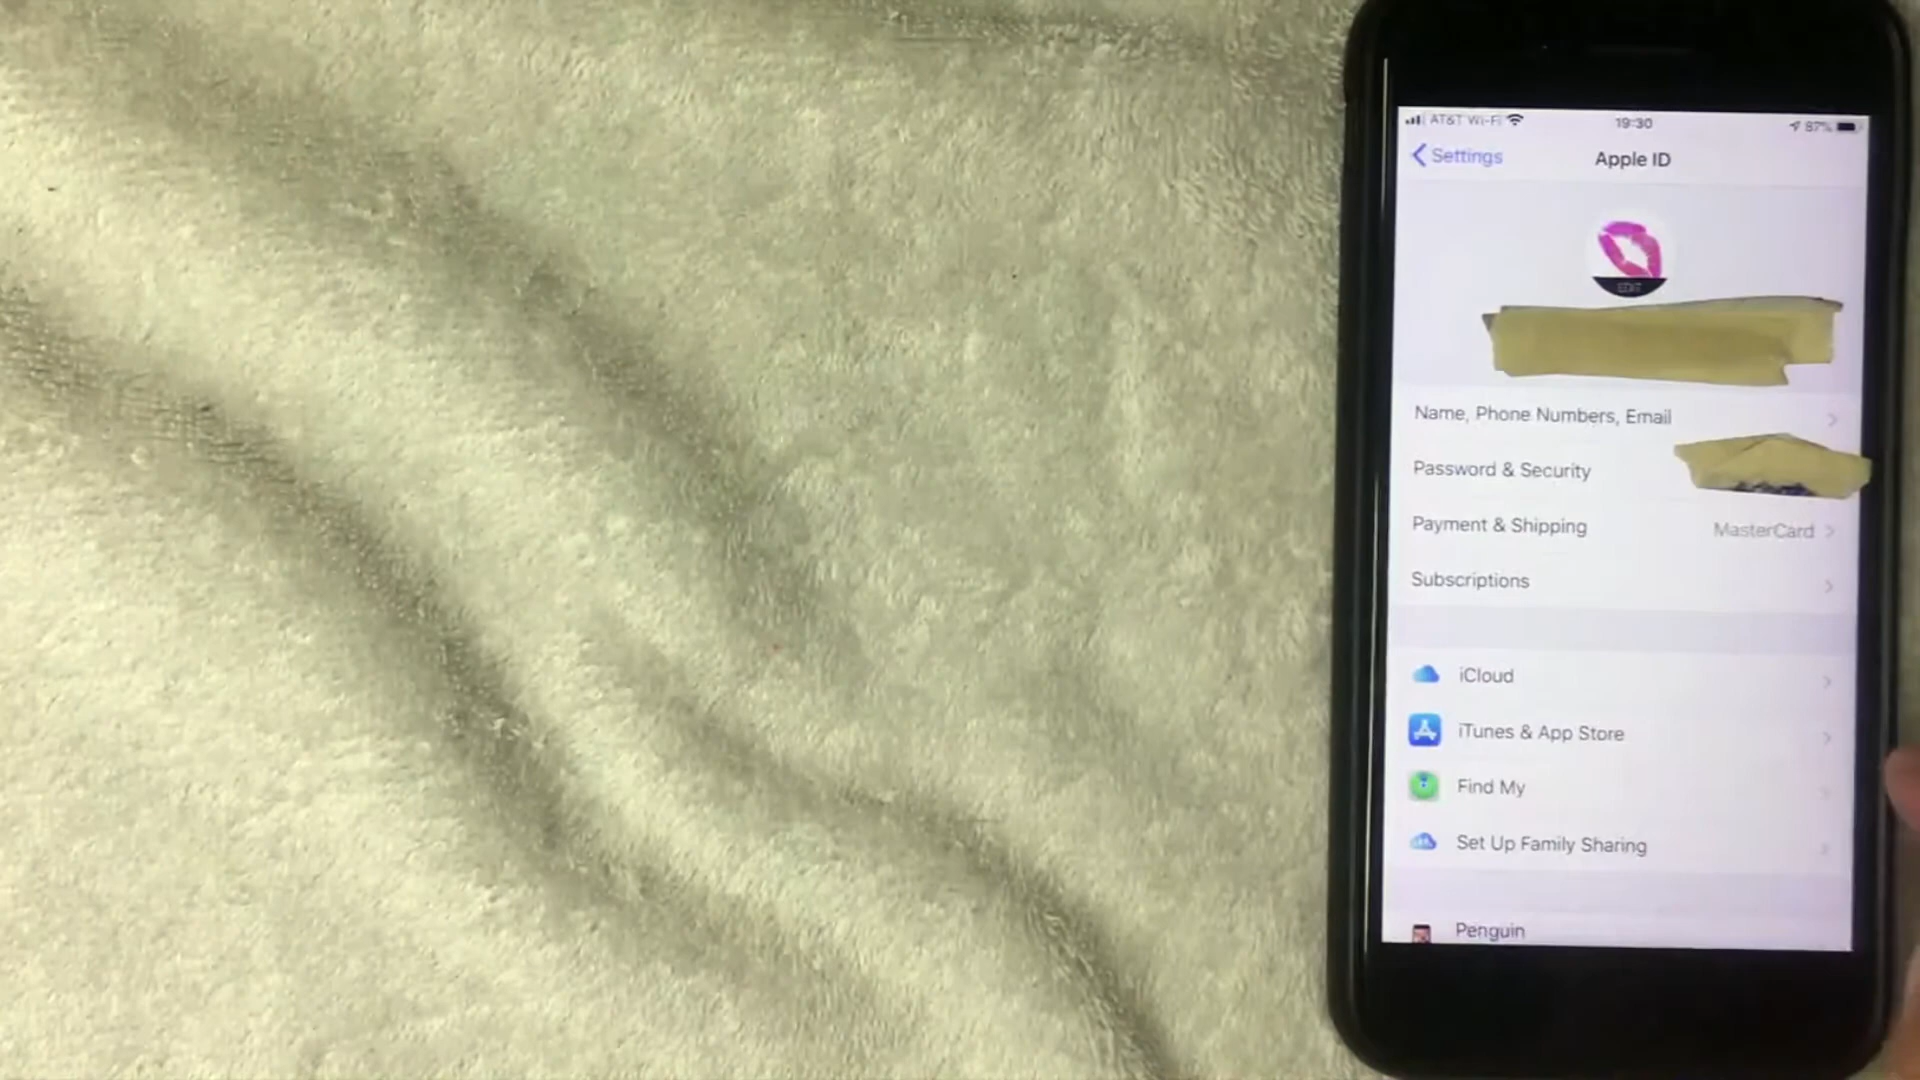 AT&T Wi-Fi 19:30 87%
Settings Apple ID
EDIT
Name, Phone Numbers, Email
Password & Security
Payment & Shipping MasterCard
Subscriptions
iCloud
iTunes & App Store
Find My
Set Up Family Sharing
Penguin